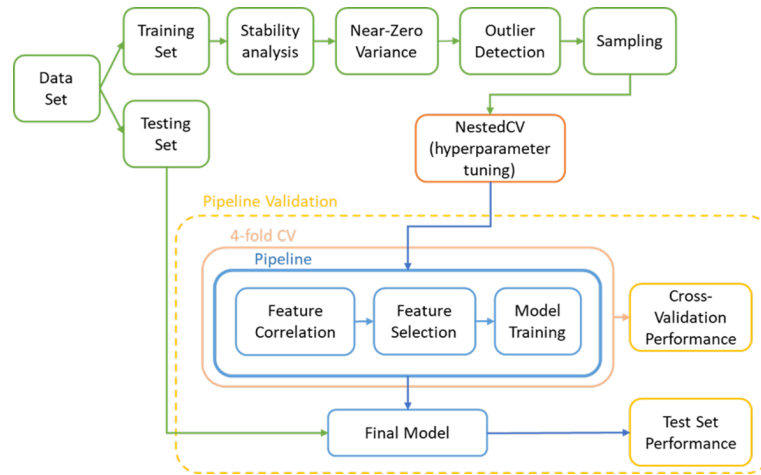 Data
Set
Training
Set
Stability
analysis
Near-Zero
Variance
Outlier
Detection
Sampling
Testing
Set
NestedCV
(hyperparameter
tuning)
Pipeline Validation
4-fold CV
Pipeline
Feature
Correlation
Feature
Selection
Model
Training
Cross-
Validation
Performance
Final Model
Test Set
Performance